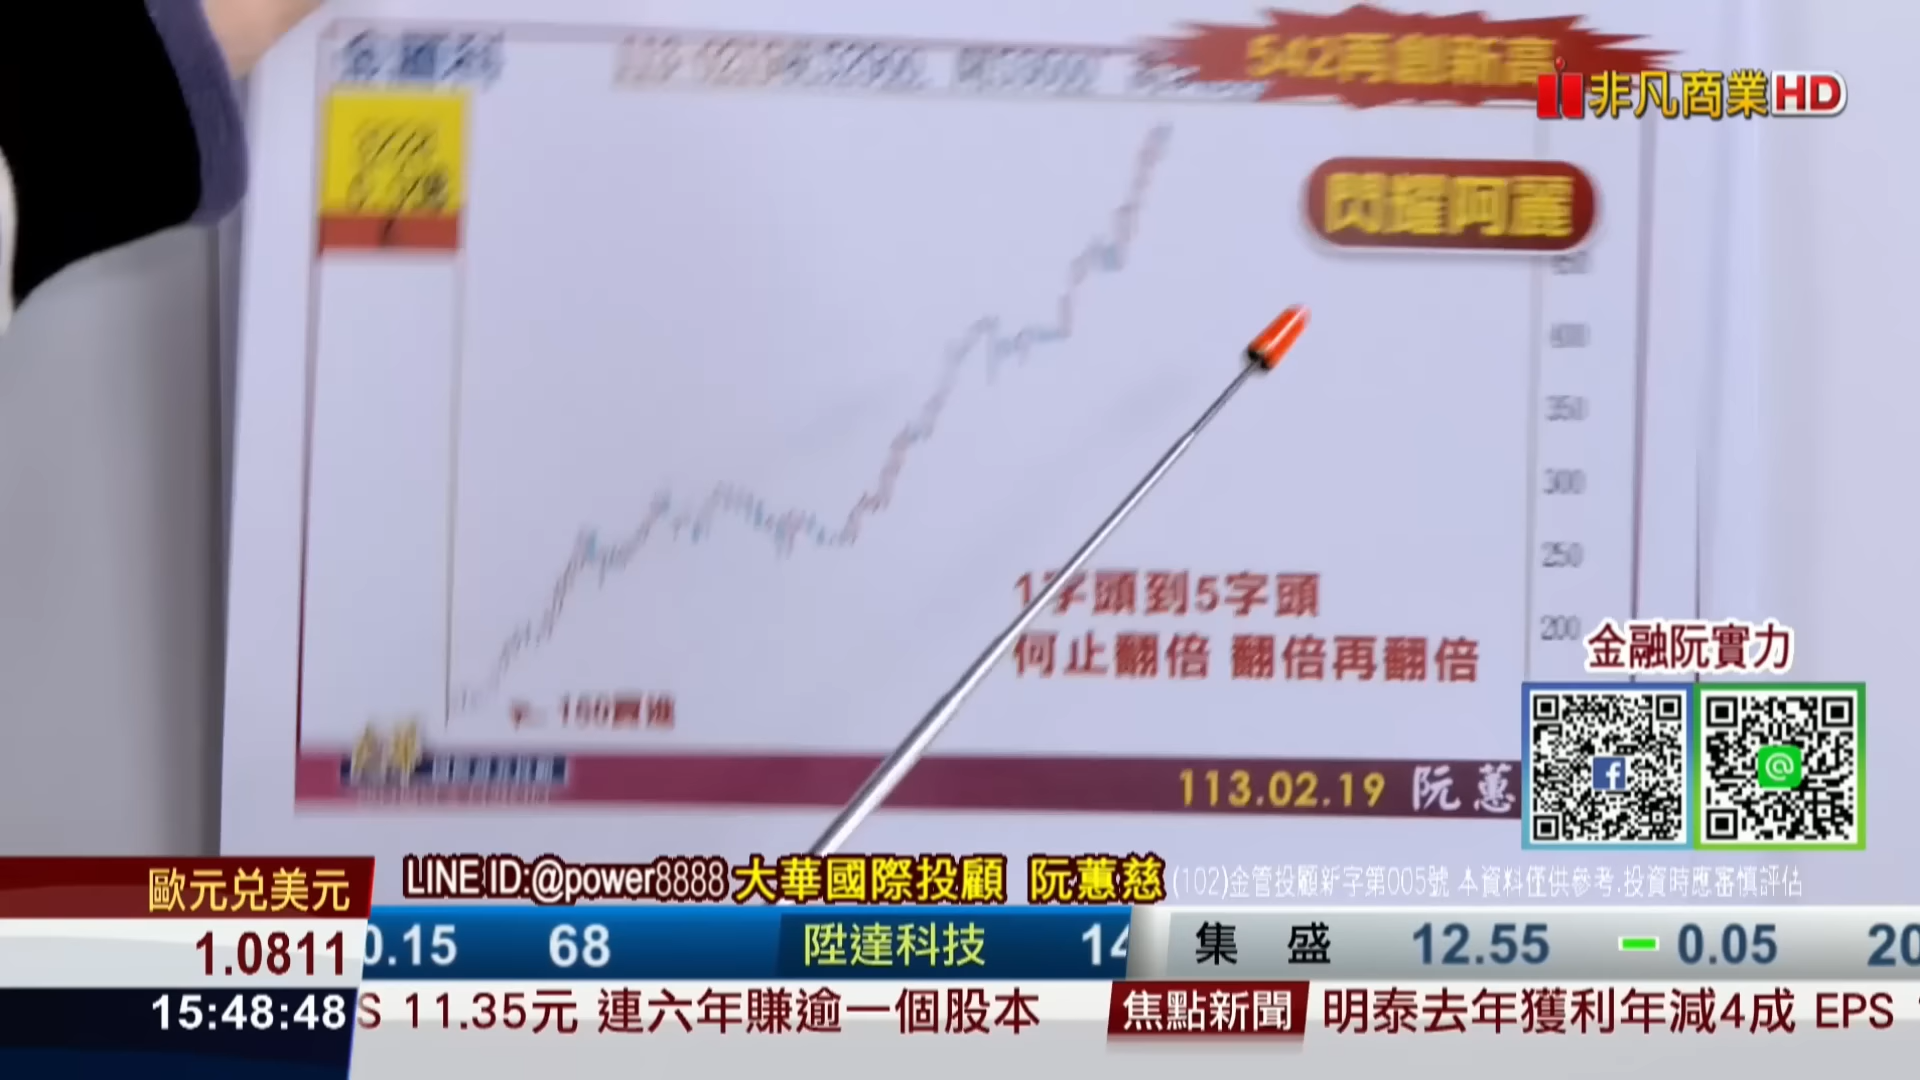 542再創新高
非凡商業HD
閃耀阿麗
400
350
300
250
200
1字頭到5字頭
何止翻倍 翻倍再翻倍
160買進
113.02.19 阮蕙
金融阮實力
LINE ID:@power8888 大華國際投顧 阮蕙慈 (102)金管投顧新字第005號 本資料僅供參考.投資時應審慎評估
歐元兌美元
1.0811
15:48:48
0.15 68 陞達科技 14
集盛 12.55 0.05 20
S 11.35元 連六年賺逾一個股本 焦點新聞 明泰去年獲利年減4成 EPS